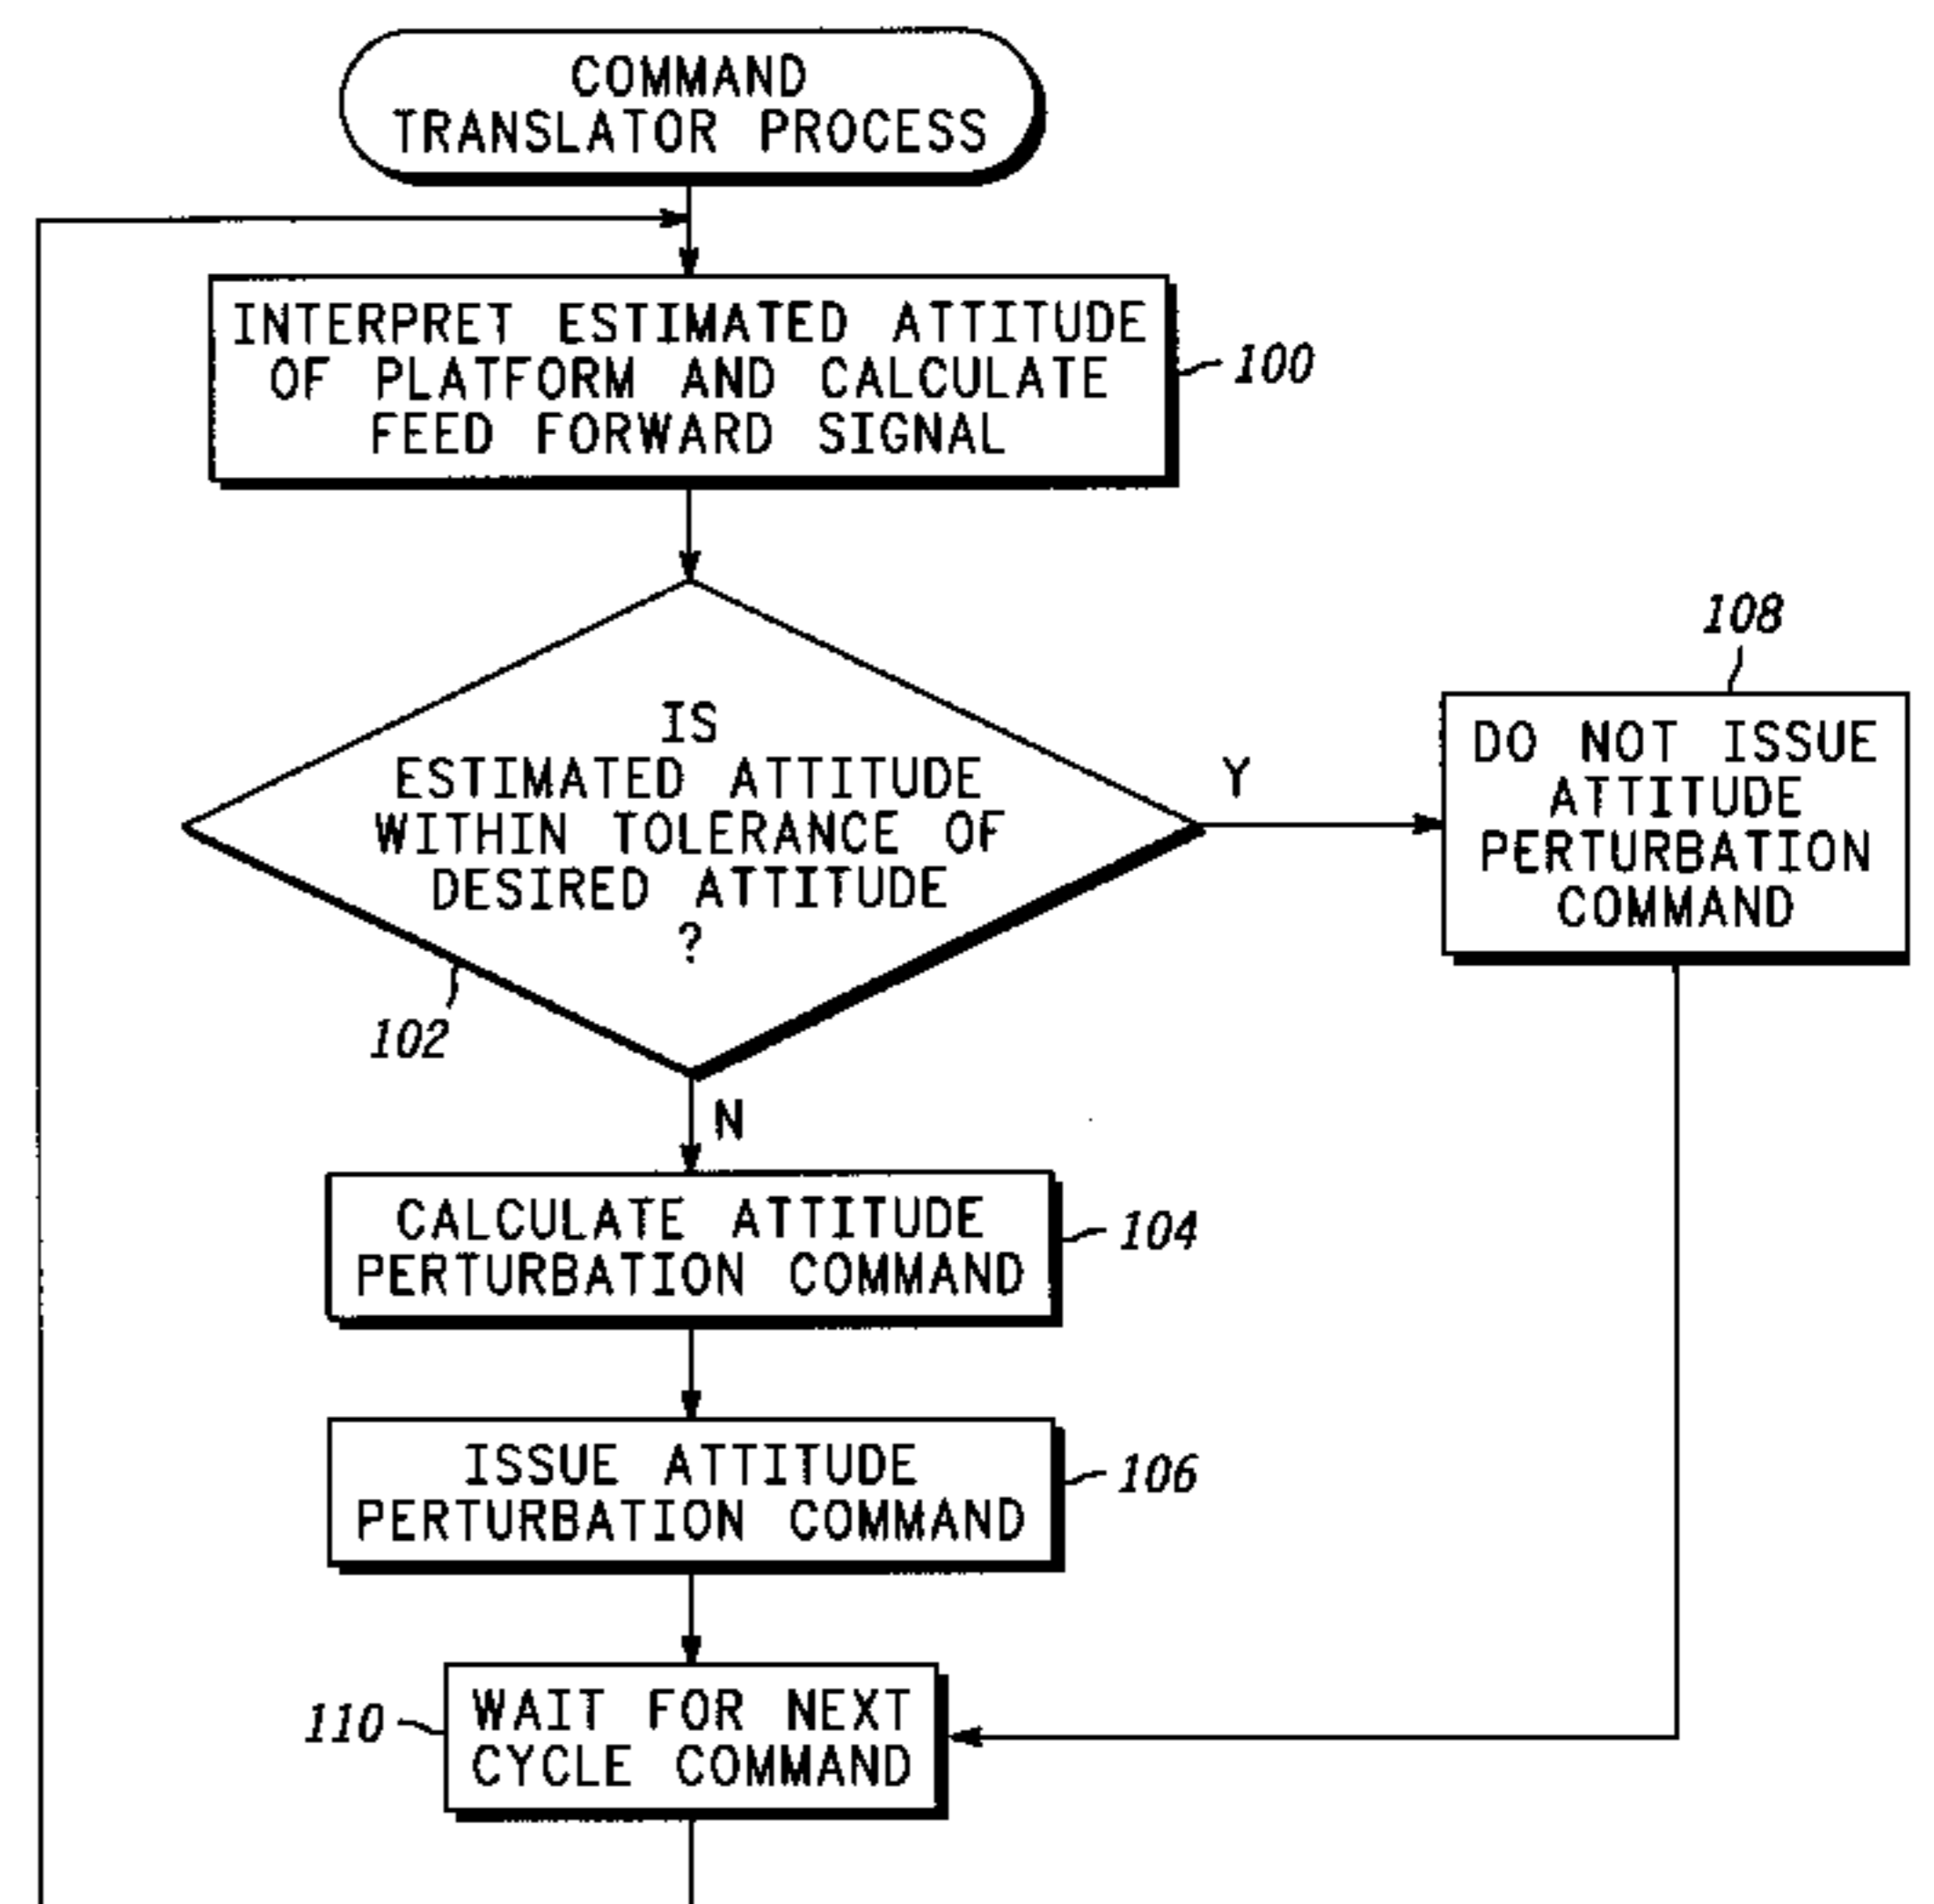 COMMAND
TRANSLATOR PROCESS
INTERPRET ESTIMATED ATTITUDE
OF PLATFORM AND CALCULATE
FEED FORWARD SIGNAL
100
IS
ESTIMATED ATTITUDE
WITHIN TOLERANCE OF
DESIRED ATTITUDE
?
102
Y
108
DO NOT ISSUE
ATTITUDE
PERTURBATION
COMMAND
N
CALCULATE ATTITUDE
PERTURBATION COMMAND
104
ISSUE ATTITUDE
PERTURBATION COMMAND
106
110
WAIT FOR NEXT
CYCLE COMMAND